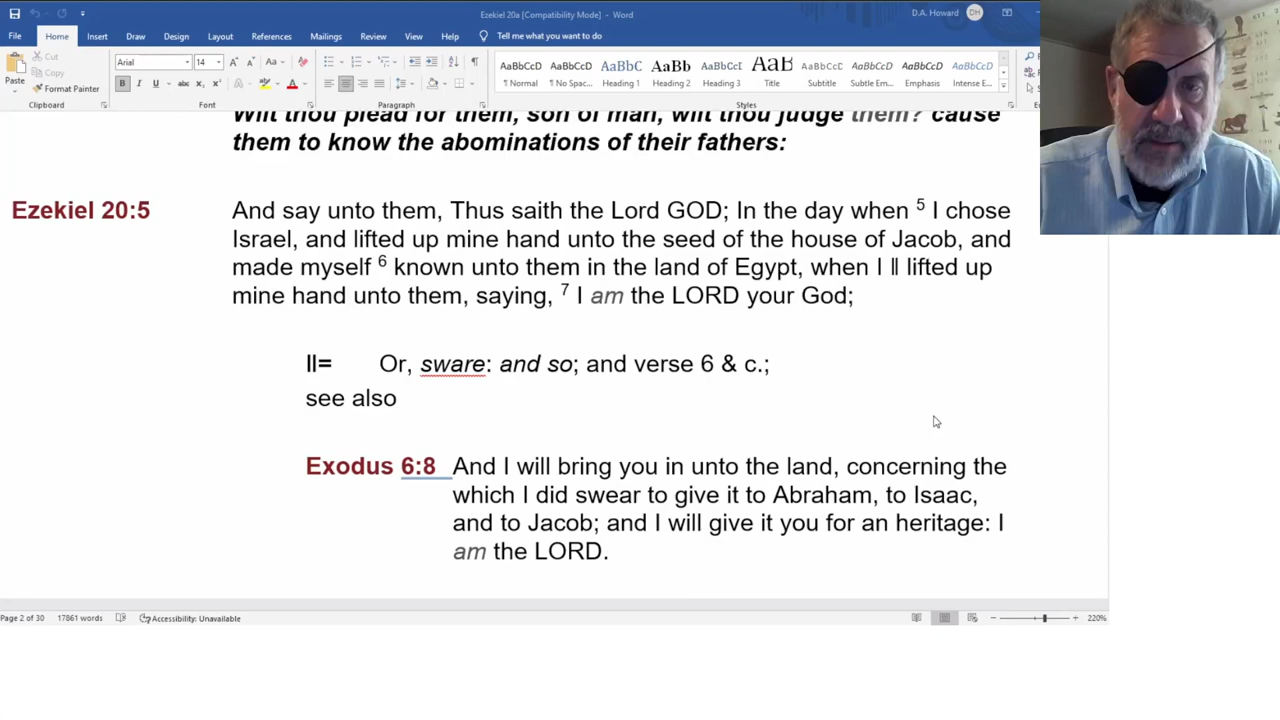 Ezekiel 20a [Compatibility Mode] - Word
D.A. Howard DH
File Home Insert Draw Design Layout References Mailings Review View Help Tell me what you want to do
Paste
Cut
Copy
Format Painter
Clipboard
Arial 14
Font
Paragraph
AaBbCcD AaBbCcD AaBbC AaBb AaBbCcI AaB AaBbCcD AaBbCcD AaBbCcD AaBbCcD
¶ Normal ¶ No Spac... Heading 1 Heading 2 Heading 3 Title Subtitle Subtle Em... Emphasis Intense E...
Styles
Wilt thou plead for them, son of man, wilt thou judge them? cause
them to know the abominations of their fathers:
Ezekiel 20:5 And say unto them, Thus saith the Lord GOD; In the day when 5 I chose
Israel, and lifted up mine hand unto the seed of the house of Jacob, and
made myself 6 known unto them in the land of Egypt, when I ‖ lifted up
mine hand unto them, saying, 7 I am the LORD your God;
‖= Or, sware: and so; and verse 6 & c.;
see also
Exodus 6:8 And I will bring you in unto the land, concerning the
which I did swear to give it to Abraham, to Isaac,
and to Jacob; and I will give it you for an heritage: I
am the LORD.
Page 2 of 30 17861 words Accessibility: Unavailable 220%